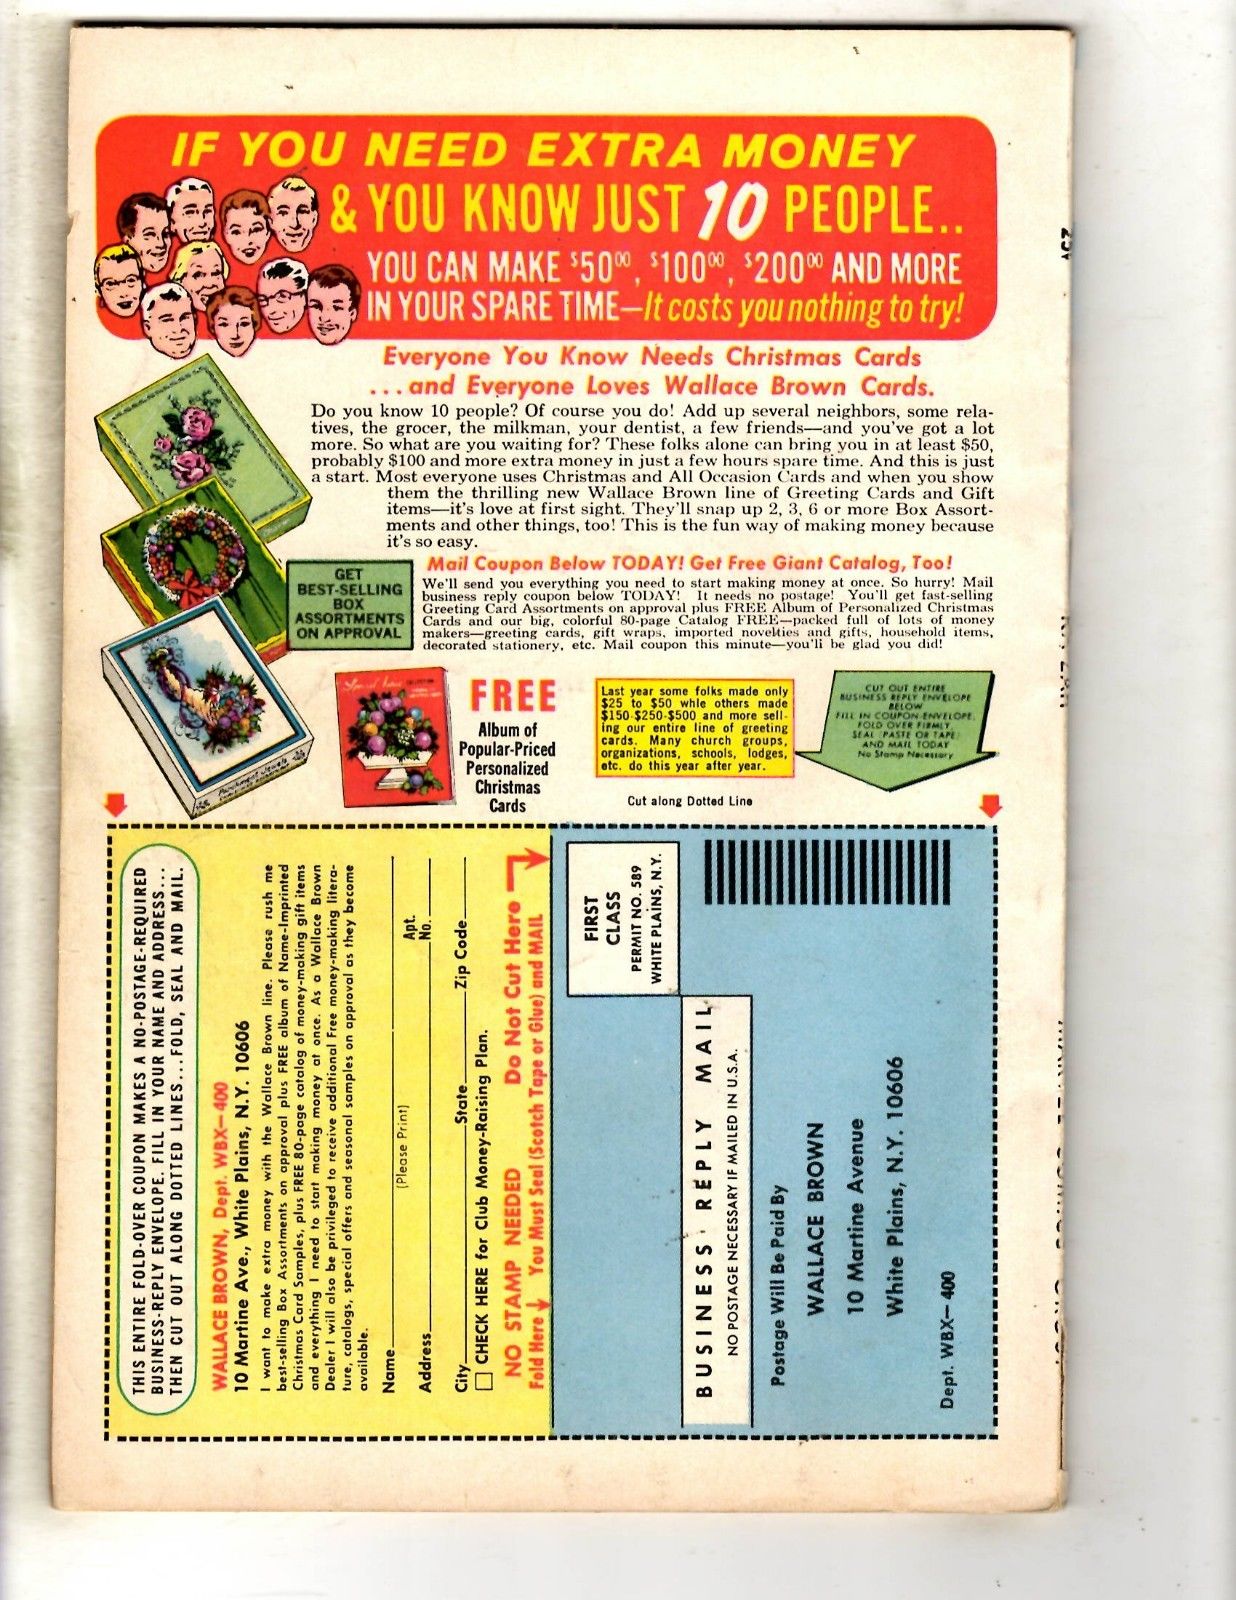 IF YOU NEED EXTRA MONEY
& YOU KNOW JUST 10 PEOPLE..
YOU CAN MAKE $50⁰⁰, $100⁰⁰, $200⁰⁰ AND MORE
IN YOUR SPARE TIME—It costs you nothing to try!
Everyone You Know Needs Christmas Cards
...and Everyone Loves Wallace Brown Cards.
Do you know 10 people? Of course you do! Add up several neighbors, some rela-
tives, the grocer, the milkman, your dentist, a few friends—and you've got a lot
more. So what are you waiting for? These folks alone can bring you in at least $50,
probably $100 and more extra money in just a few hours spare time. And this is just
a start. Most everyone uses Christmas and All Occasion Cards and when you show
them the thrilling new Wallace Brown line of Greeting Cards and Gift
items—it's love at first sight. They'll snap up 2, 3, 6 or more Box Assort-
ments and other things, too! This is the fun way of making money because
it's so easy.
GET
BEST-SELLING
BOX
ASSORTMENTS
ON APPROVAL
Mail Coupon Below TODAY! Get Free Giant Catalog, Too!
We'll send you everything you need to start making money at once. So hurry! Mail
business reply coupon below TODAY! It needs no postage! You'll get fast-selling
Greeting Card Assortments on approval plus FREE Album of Personalized Christmas
Cards and our big, colorful 80-page Catalog FREE—packed full of lots of money
makers—greeting cards, gift wraps, imported novelties and gifts, household items,
decorated stationery, etc. Mail coupon this minute—you'll be glad you did!
FREE
Album of
Popular-Priced
Personalized
Christmas
Cards
Last year some folks made only
$25 to $50 whle others made
$150-$250-$500 and more sell-
ing our entire line of greeting
cards. Many church groups,
organizations, schools, lodges,
etc. do this year after year.
CUT OUT ENTIRE
BUSINESS REPLY ENVELOPE
BELOW
FILL IN COUPON-ENVELOPE,
FOLD OVER FIRMLY
SEAL (PASTE OR TAPE)
AND MAIL TODAY
No Stamp Necessary
Cut along Dotted Line
THIS ENTIRE FOLD-OVER COUPON MAKES A NO-POSTAGE-REQUIRED
BUSINESS-REPLY ENVELOPE. FILL IN YOUR NAME AND ADDRESS...
THEN CUT OUT ALONG DOTTED LINES...FOLD, SEAL AND MAIL.
WALLACE BROWN, Dept. WBX—400
10 Martine Ave., White Plains, N.Y. 10606
I want to make extra money with the Wallace Brown line. Please rush me
best-selling Box Assortments on approval plus FREE album of Name-Imprinted
Christmas Card Samples, plus FREE 80-page catalog of money-making gift items
and everything I need to start making money at once. As a Wallace Brown
Dealer I will also be privileged to receive additional Free money-making litera-
ture, catalogs, special offers and seasonal samples on approval as they become
available.
Name
(Please Print)
Address Apt. No.
City State Zip Code
CHECK HERE for Club Money-Raising Plan.
NO STAMP NEEDED Do Not Cut Here
Fold Here You Must Seal (Scotch Tape or Glue) and MAIL
FIRST
CLASS
PERMIT NO. 589
WHITE PLAINS, N.Y.
BUSINESS REPLY MAIL
NO POSTAGE NECESSARY IF MAILED IN U.S.A.
Postage Will Be Paid By
WALLACE BROWN
10 Martine Avenue
White Plains, N.Y. 10606
Dept. WBX—400